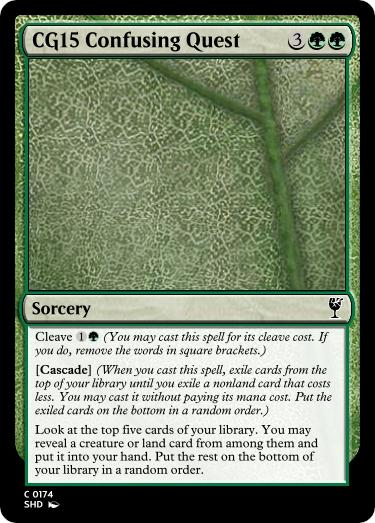 CG15 Confusing Quest 3
Sorcery
Cleave 1 (You may cast this spell for its cleave cost. If
you do, remove the words in square brackets.)
[Cascade] (When you cast this spell, exile cards from the
top of your library until you exile a nonland card that costs
less. You may cast it without paying its mana cost. Put the
exiled cards on the bottom in a random order.)
Look at the top five cards of your library. You may
reveal a creature or land card from among them and
put it into your hand. Put the rest on the bottom of
your library in a random order.
C 0174
SHD